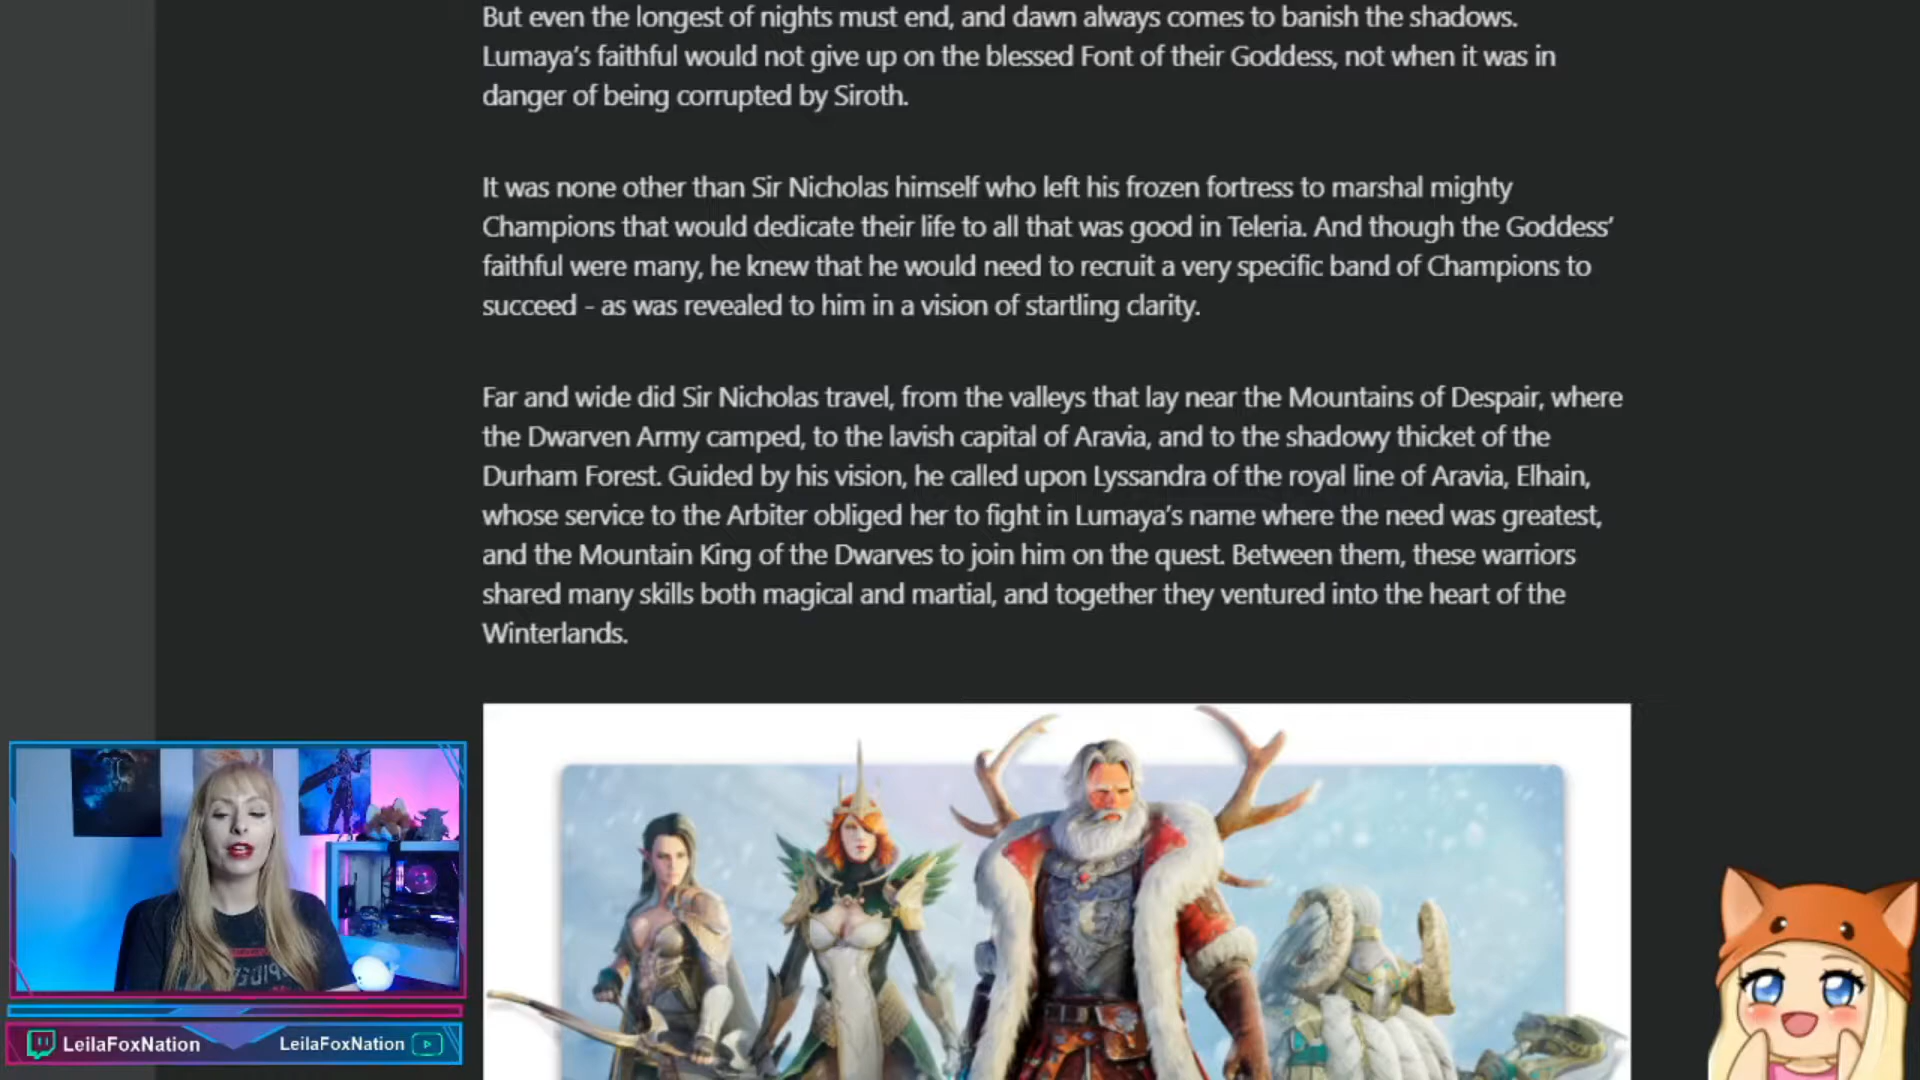 But even the longest of nights must end, and dawn always comes to banish the shadows.
Lumaya’s faithful would not give up on the blessed Font of their Goddess, not when it was in
danger of being corrupted by Siroth.
It was none other than Sir Nicholas himself who left his frozen fortress to marshal mighty
Champions that would dedicate their life to all that was good in Teleria. And though the Goddess’
faithful were many, he knew that he would need to recruit a very specific band of Champions to
succeed - as was revealed to him in a vision of startling clarity.
Far and wide did Sir Nicholas travel, from the valleys that lay near the Mountains of Despair, where
the Dwarven Army camped, to the lavish capital of Aravia, and to the shadowy thicket of the
Durham Forest. Guided by his vision, he called upon Lyssandra of the royal line of Aravia, Elhain,
whose service to the Arbiter obliged her to fight in Lumaya’s name where the need was greatest,
and the Mountain King of the Dwarves to join him on the quest. Between them, these warriors
shared many skills both magical and martial, and together they ventured into the heart of the
Winterlands.
LeilaFoxNation
LeilaFoxNation